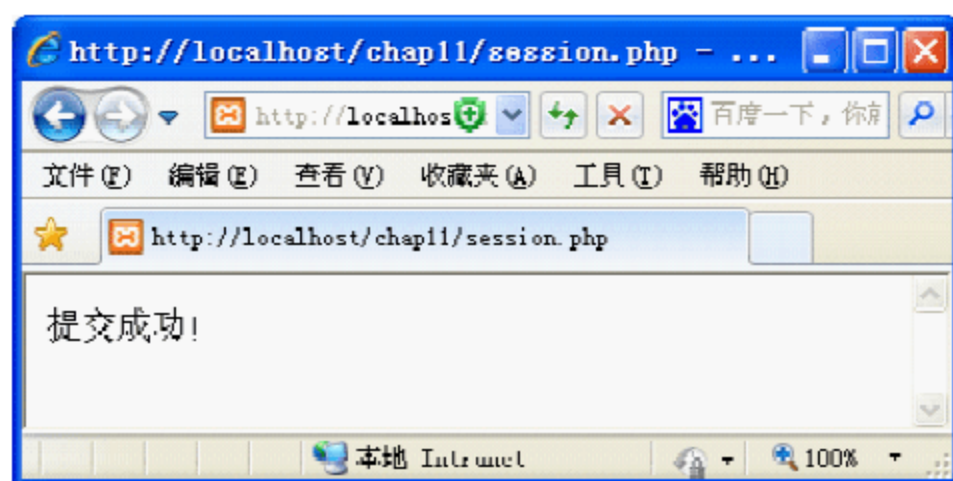 http://localhost/chap11/session.php - ...
http://localhos 百度一下，你就
文件(F) 编辑(E) 查看(V) 收藏夹(A) 工具(T) 帮助(H)
http://localhost/chap11/session.php
提交成功!
本地 Intranet 100%